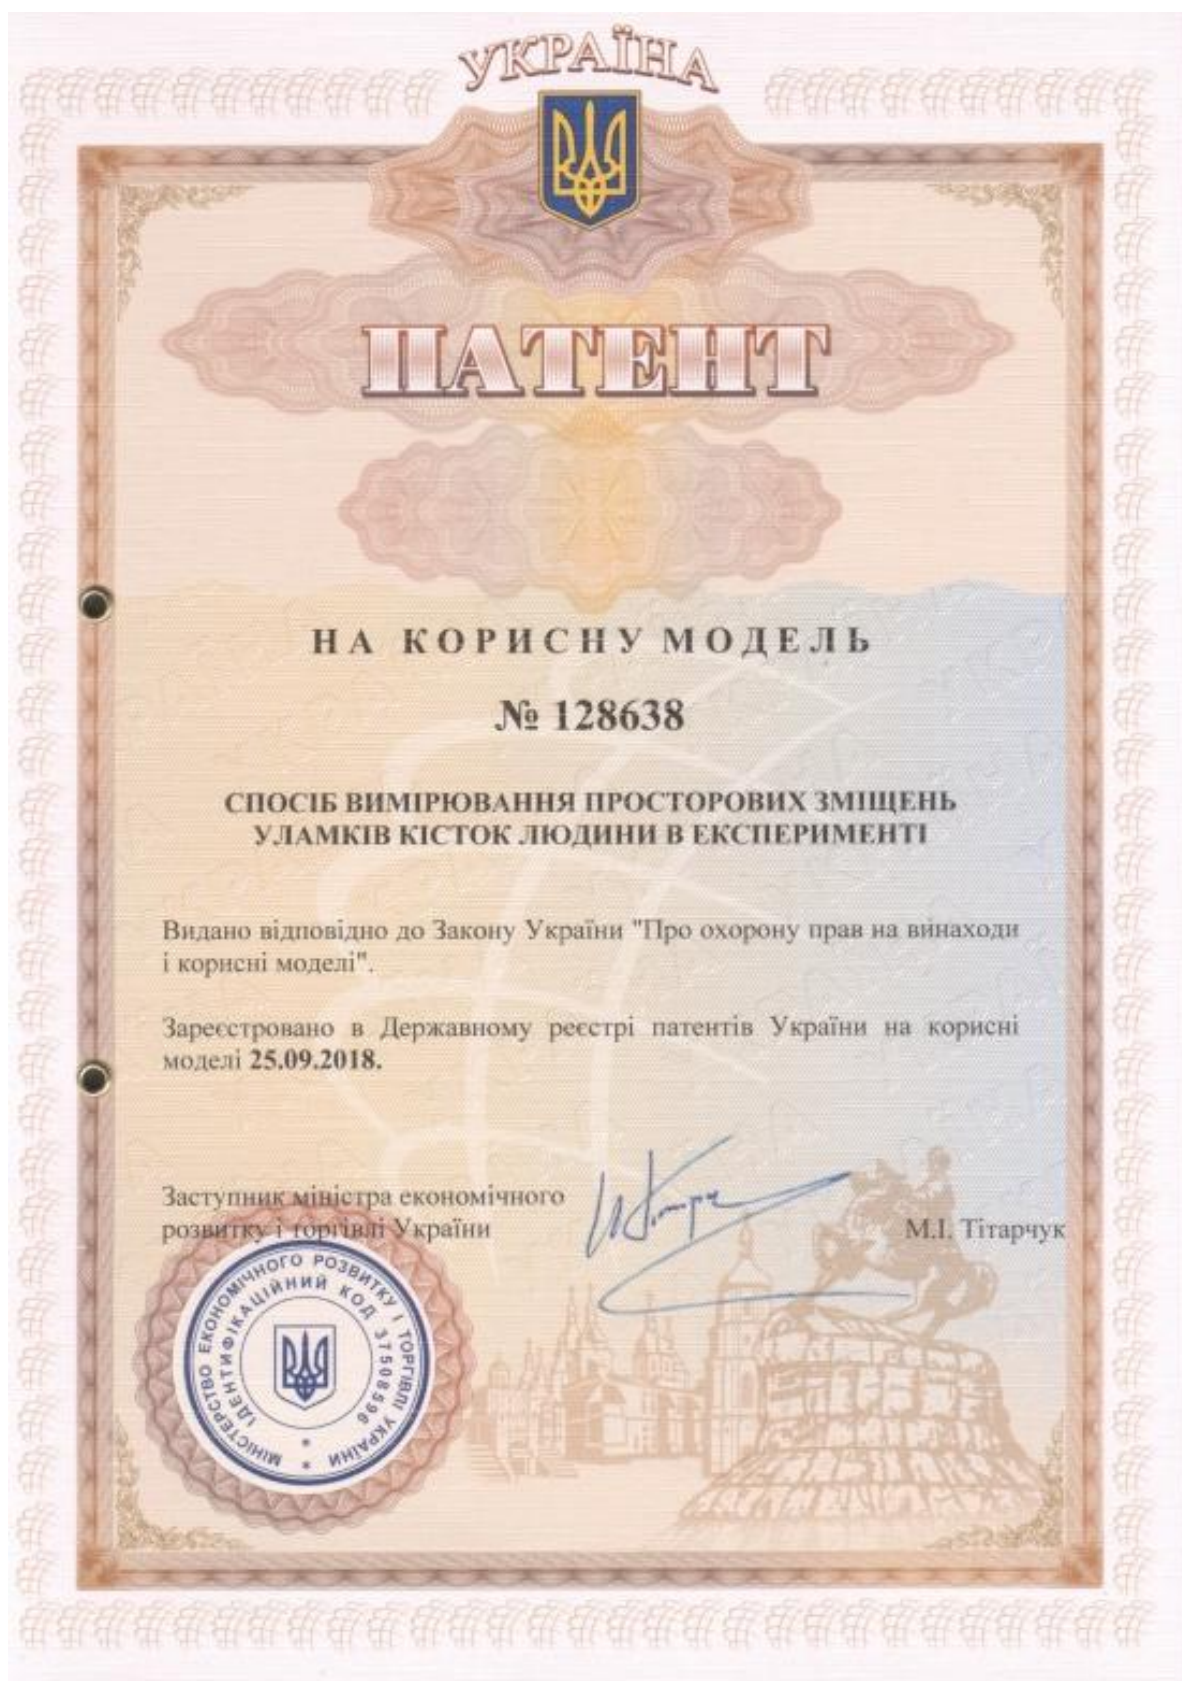 УКРАЇНА
ПАТЕНТ
НА КОРИСНУ МОДЕЛЬ
№ 128638
СПОСІБ ВИМІРЮВАННЯ ПРОСТОРОВИХ ЗМІЩЕНЬ
УЛАМКІВ КІСТОК ЛЮДИНИ В ЕКСПЕРИМЕНТІ
Видано відповідно до Закону України "Про охорону прав на винаходи
і корисні моделі".
Зареєстровано в Державному реєстрі патентів України на корисні
моделі 25.09.2018.
Заступник міністра економічного
розвитку і торгівлі України
М.І. Тітарчук
МІНІСТЕРСТВО ЕКОНОМІЧНОГО РОЗВИТКУ І ТОРГІВЛІ УКРАЇНИ *
ІДЕНТИФІКАЦІЙНИЙ КОД 37508596 *